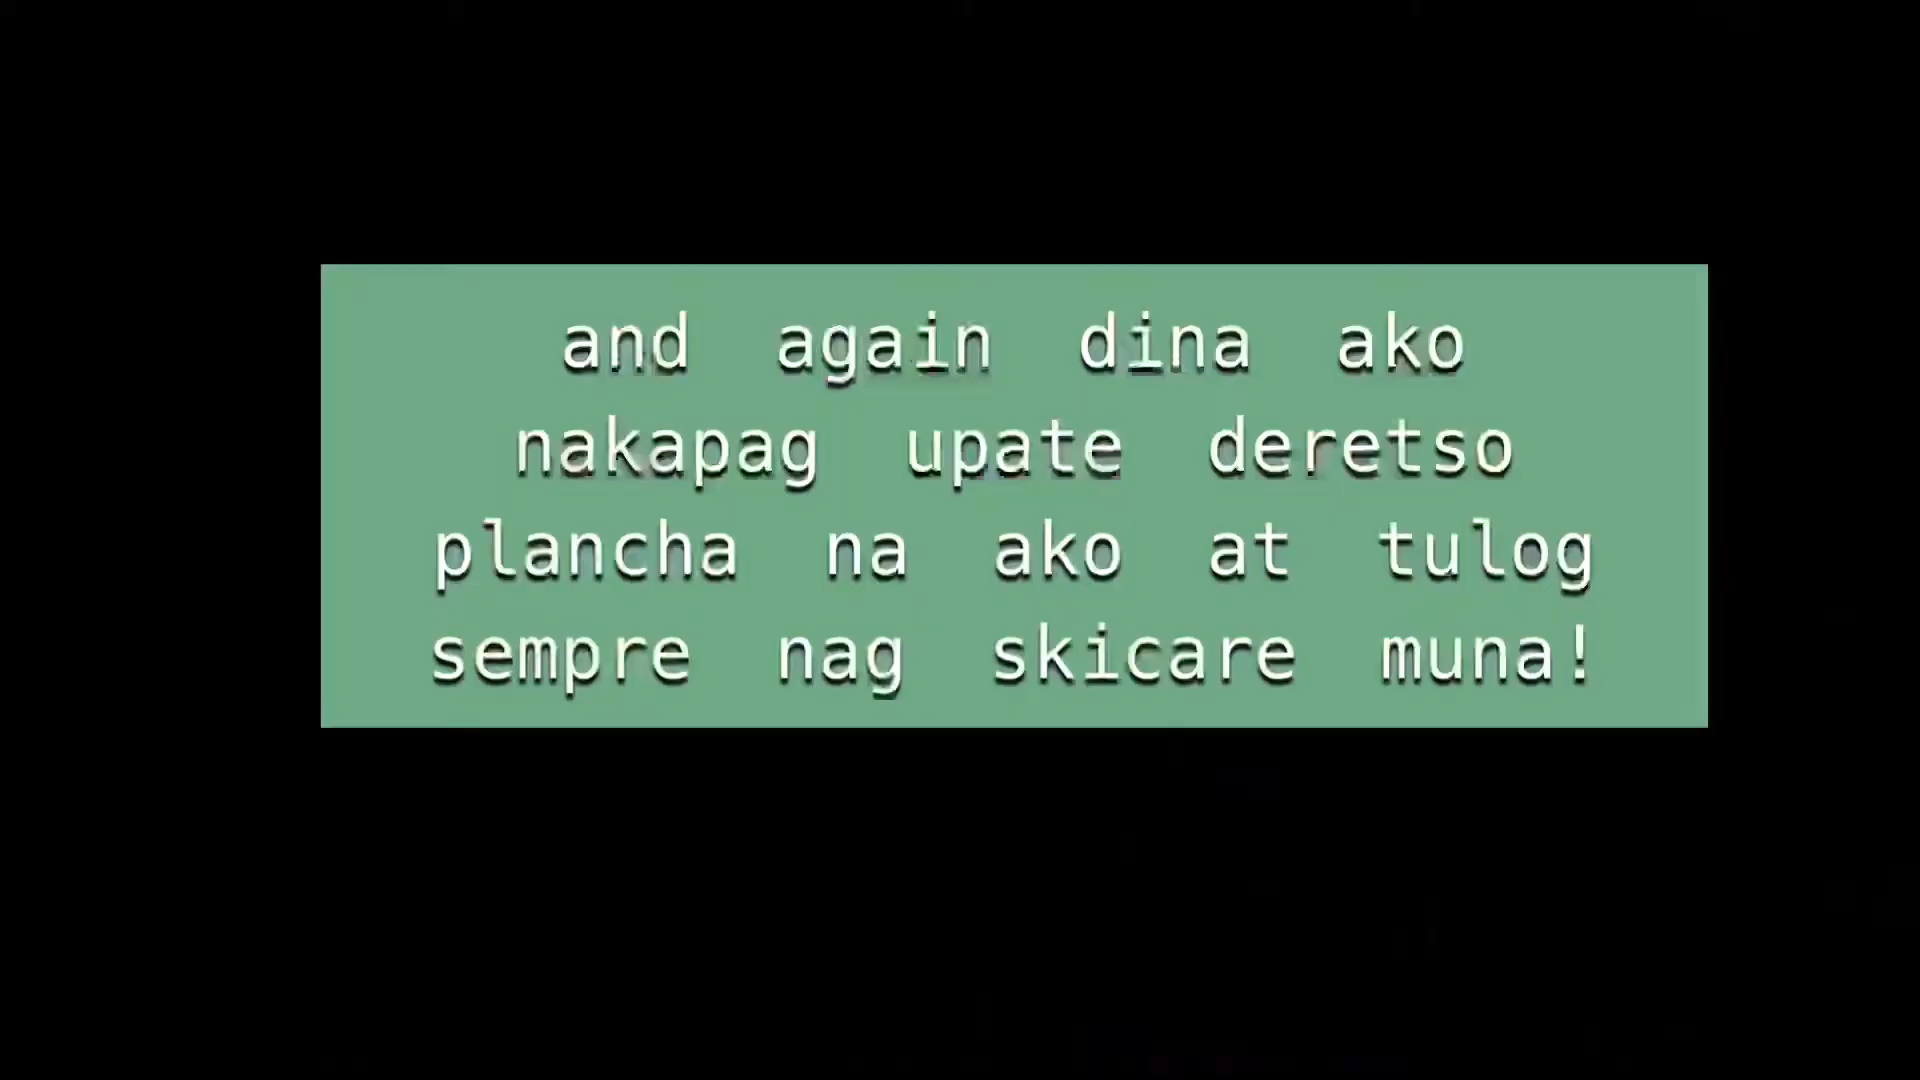 and again dina ako
nakapag upate deretso
plancha na ako at tulog
sempre nag skicare muna!